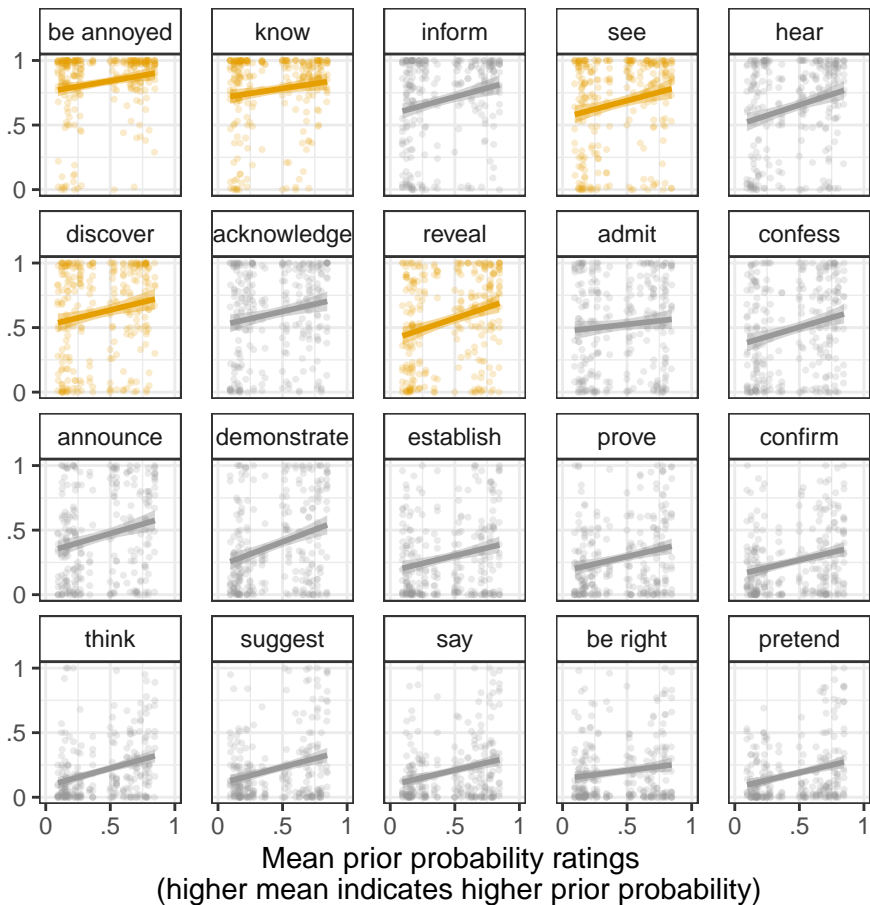 be annoyed know inform see hear
1
.5
0
discover acknowledge reveal admit confess
1
.5
0
announce demonstrate establish prove confirm
1
.5
0
think suggest say be right pretend
1
.5
0
0 .5 1 0 .5 1 0 .5 1 0 .5 1 0 .5 1
Mean prior probability ratings
(higher mean indicates higher prior probability)